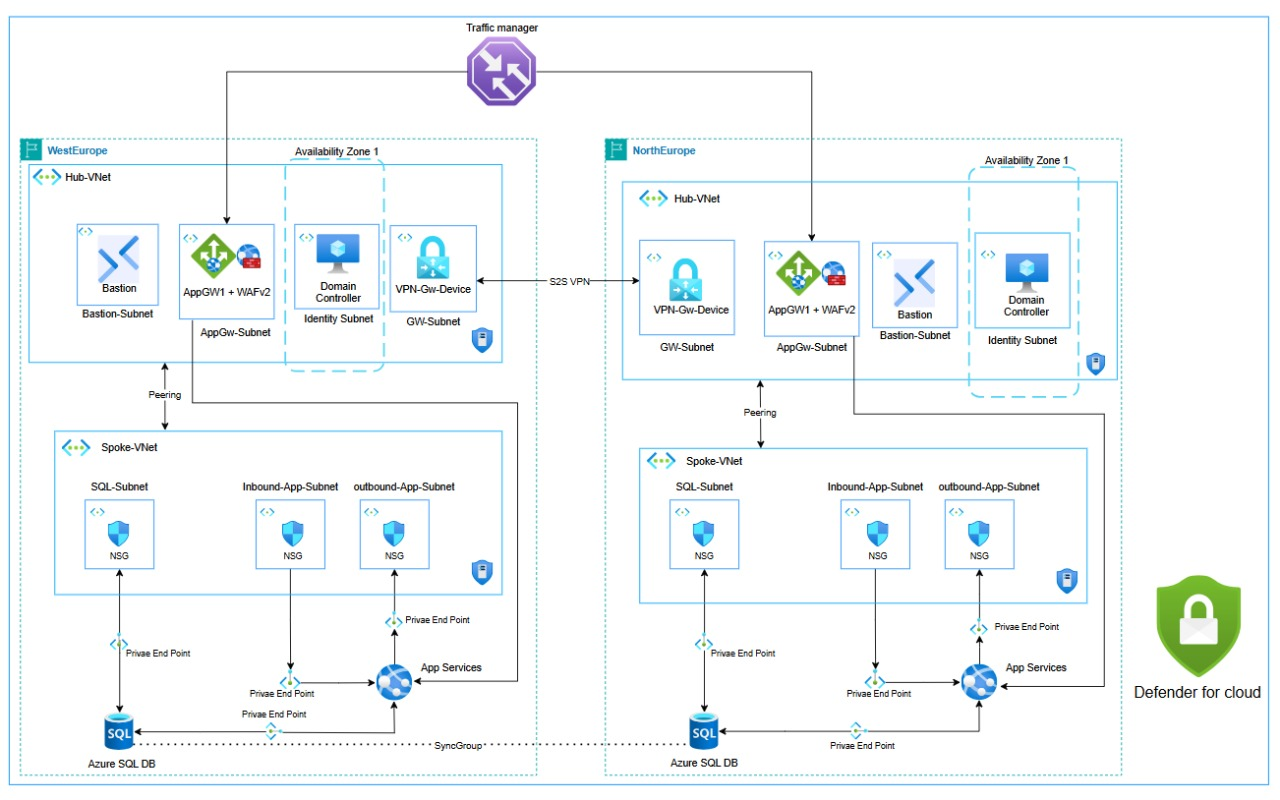 Traffic manager
WestEurope
Availability Zone 1
Hub-VNet
Bastion
Bastion-Subnet
AppGW1 + WAFv2
AppGw-Subnet
Domain
Controller
Identity Subnet
VPN-Gw-Device
GW-Subnet
S2S VPN
Peering
Spoke-VNet
SQL-Subnet
NSG
Inbound-App-Subnet
NSG
outbound-App-Subnet
NSG
Privae End Point
Privae End Point
App Services
Privae End Point
Privae End Point
SQL
Azure SQL DB
SyncGroup
NorthEurope
Availability Zone 1
Hub-VNet
VPN-Gw-Device
GW-Subnet
AppGW1 + WAFv2
AppGw-Subnet
Bastion
Bastion-Subnet
Domain
Controller
Identity Subnet
Peering
Spoke-VNet
SQL-Subnet
NSG
Inbound-App-Subnet
NSG
outbound-App-Subnet
NSG
Privae End Point
Privae End Point
App Services
Privae End Point
Privae End Point
SQL
Azure SQL DB
Defender for cloud